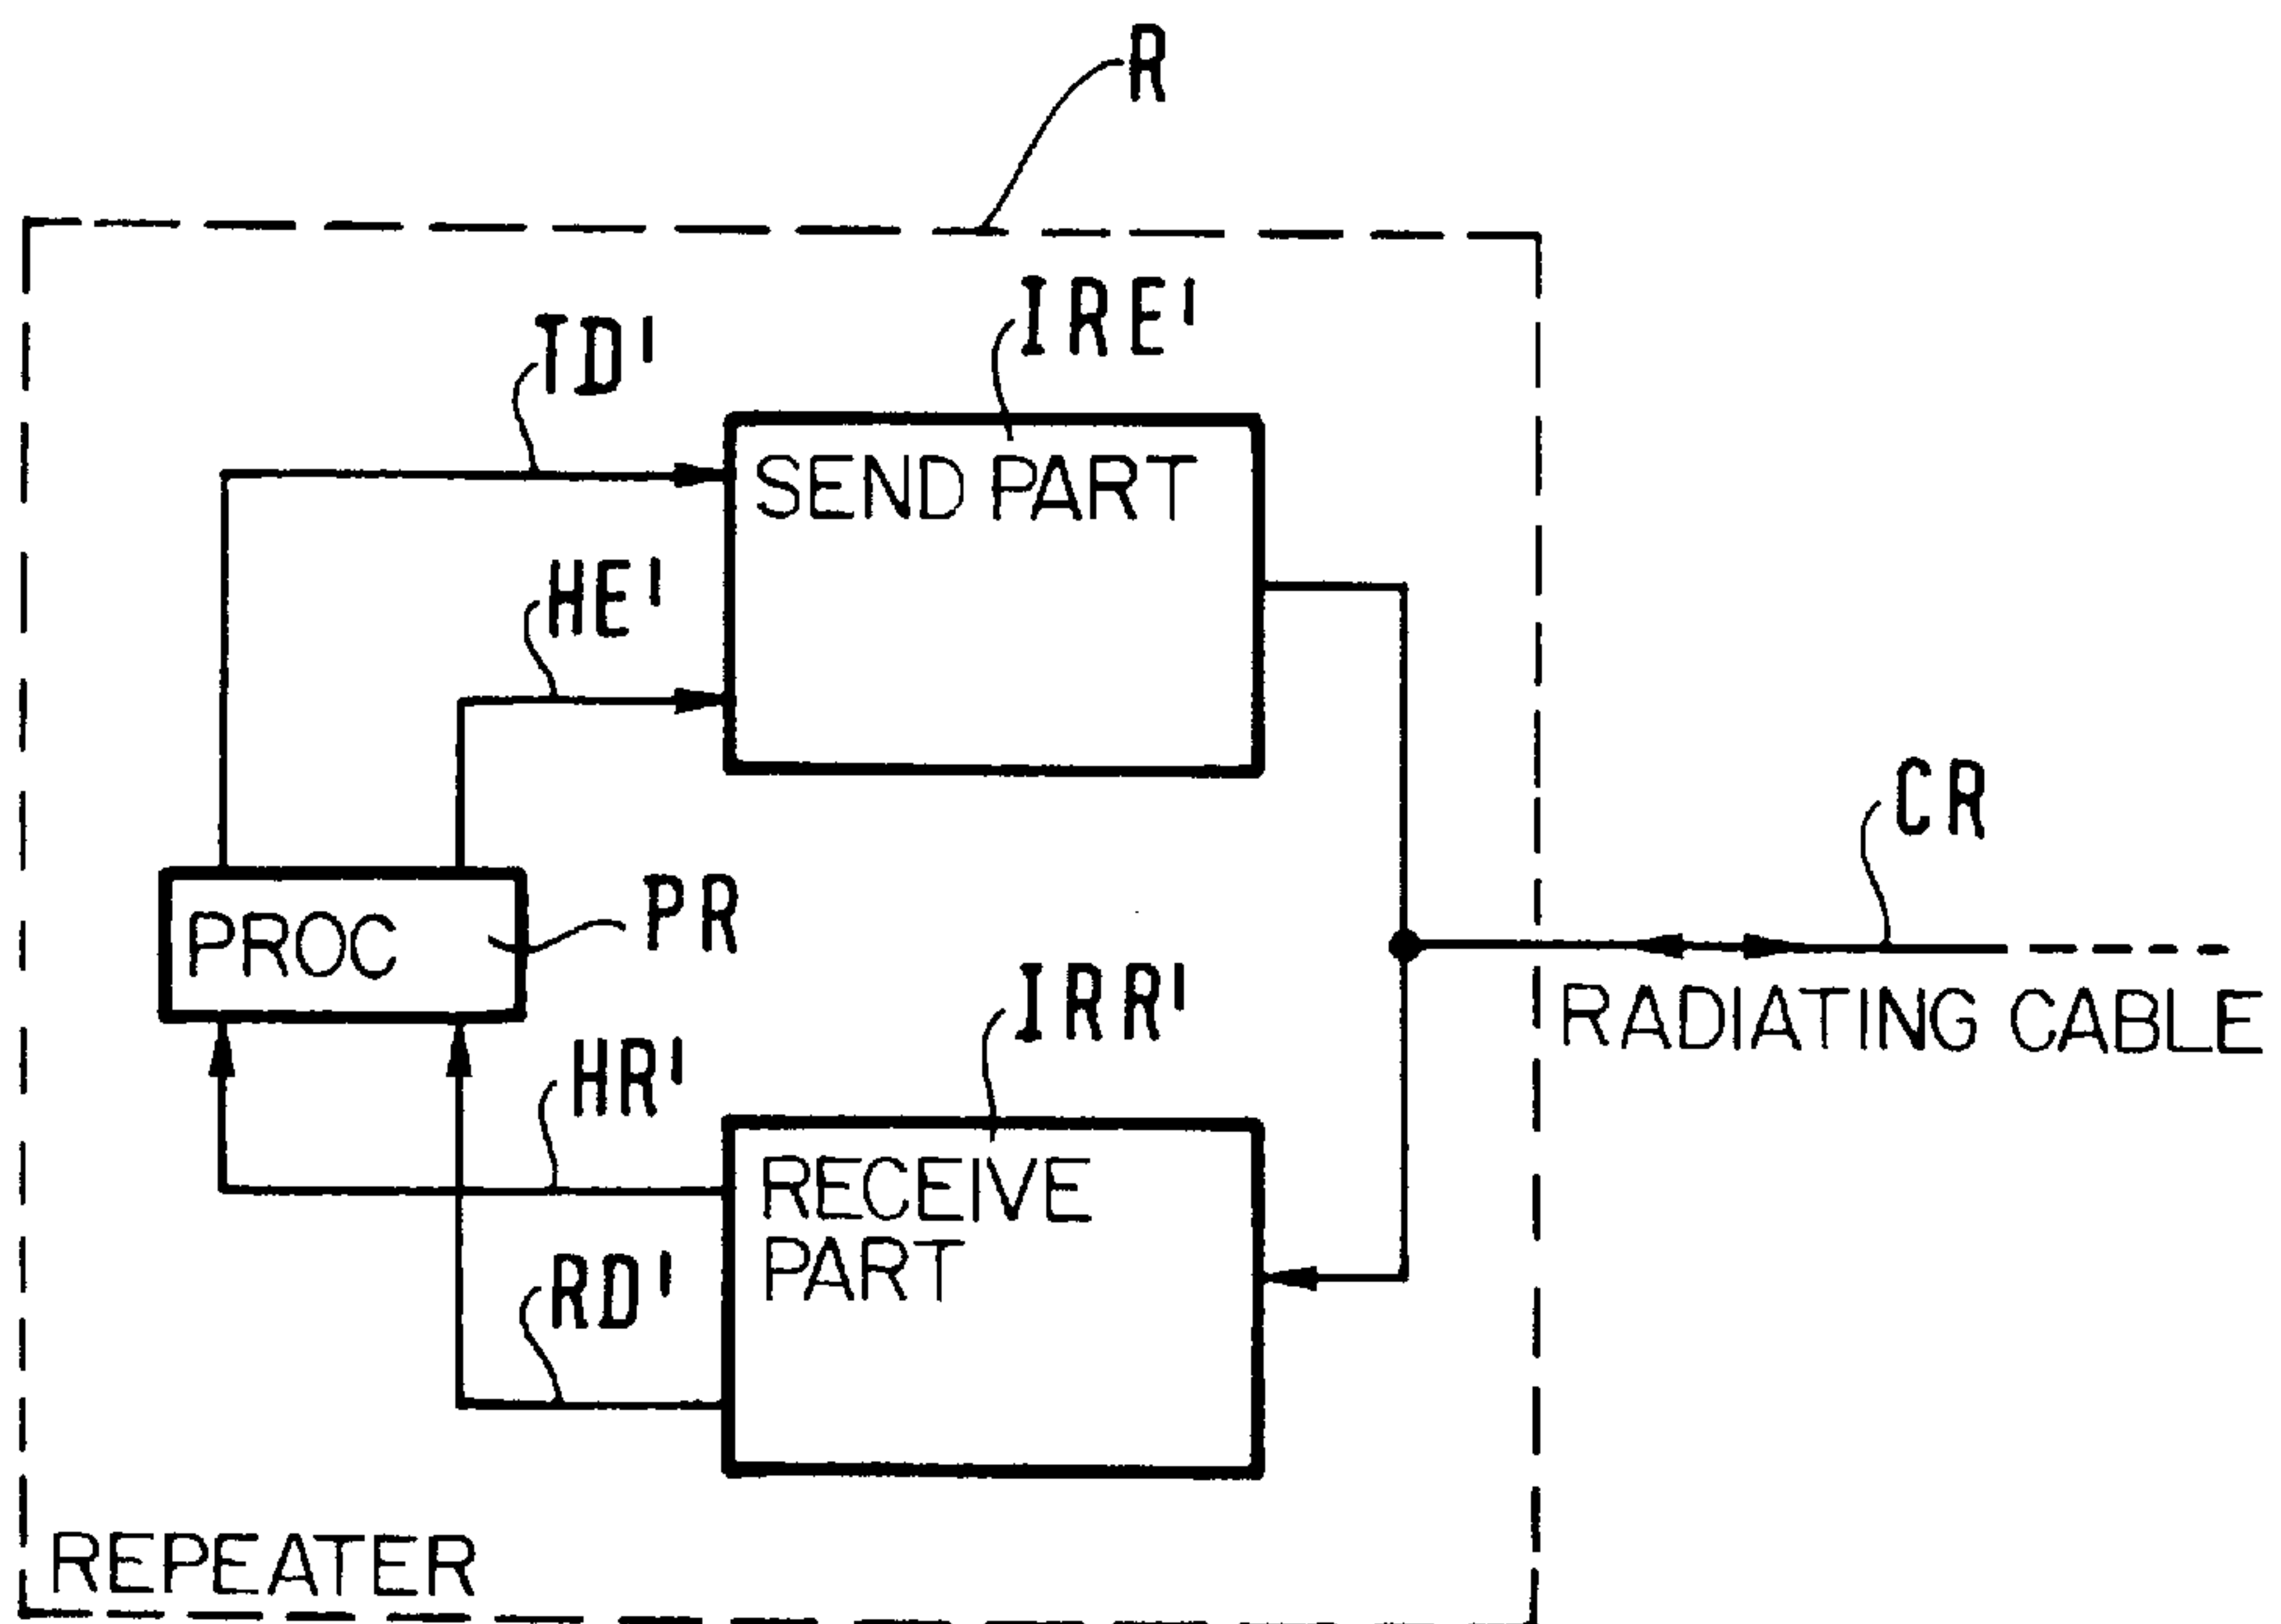 R
IRE'
TD'
SEND PART
HE'
CR
PROC
PR
IRR'
RADIATING CABLE
HR'
RECEIVE
PART
RD'
REPEATER